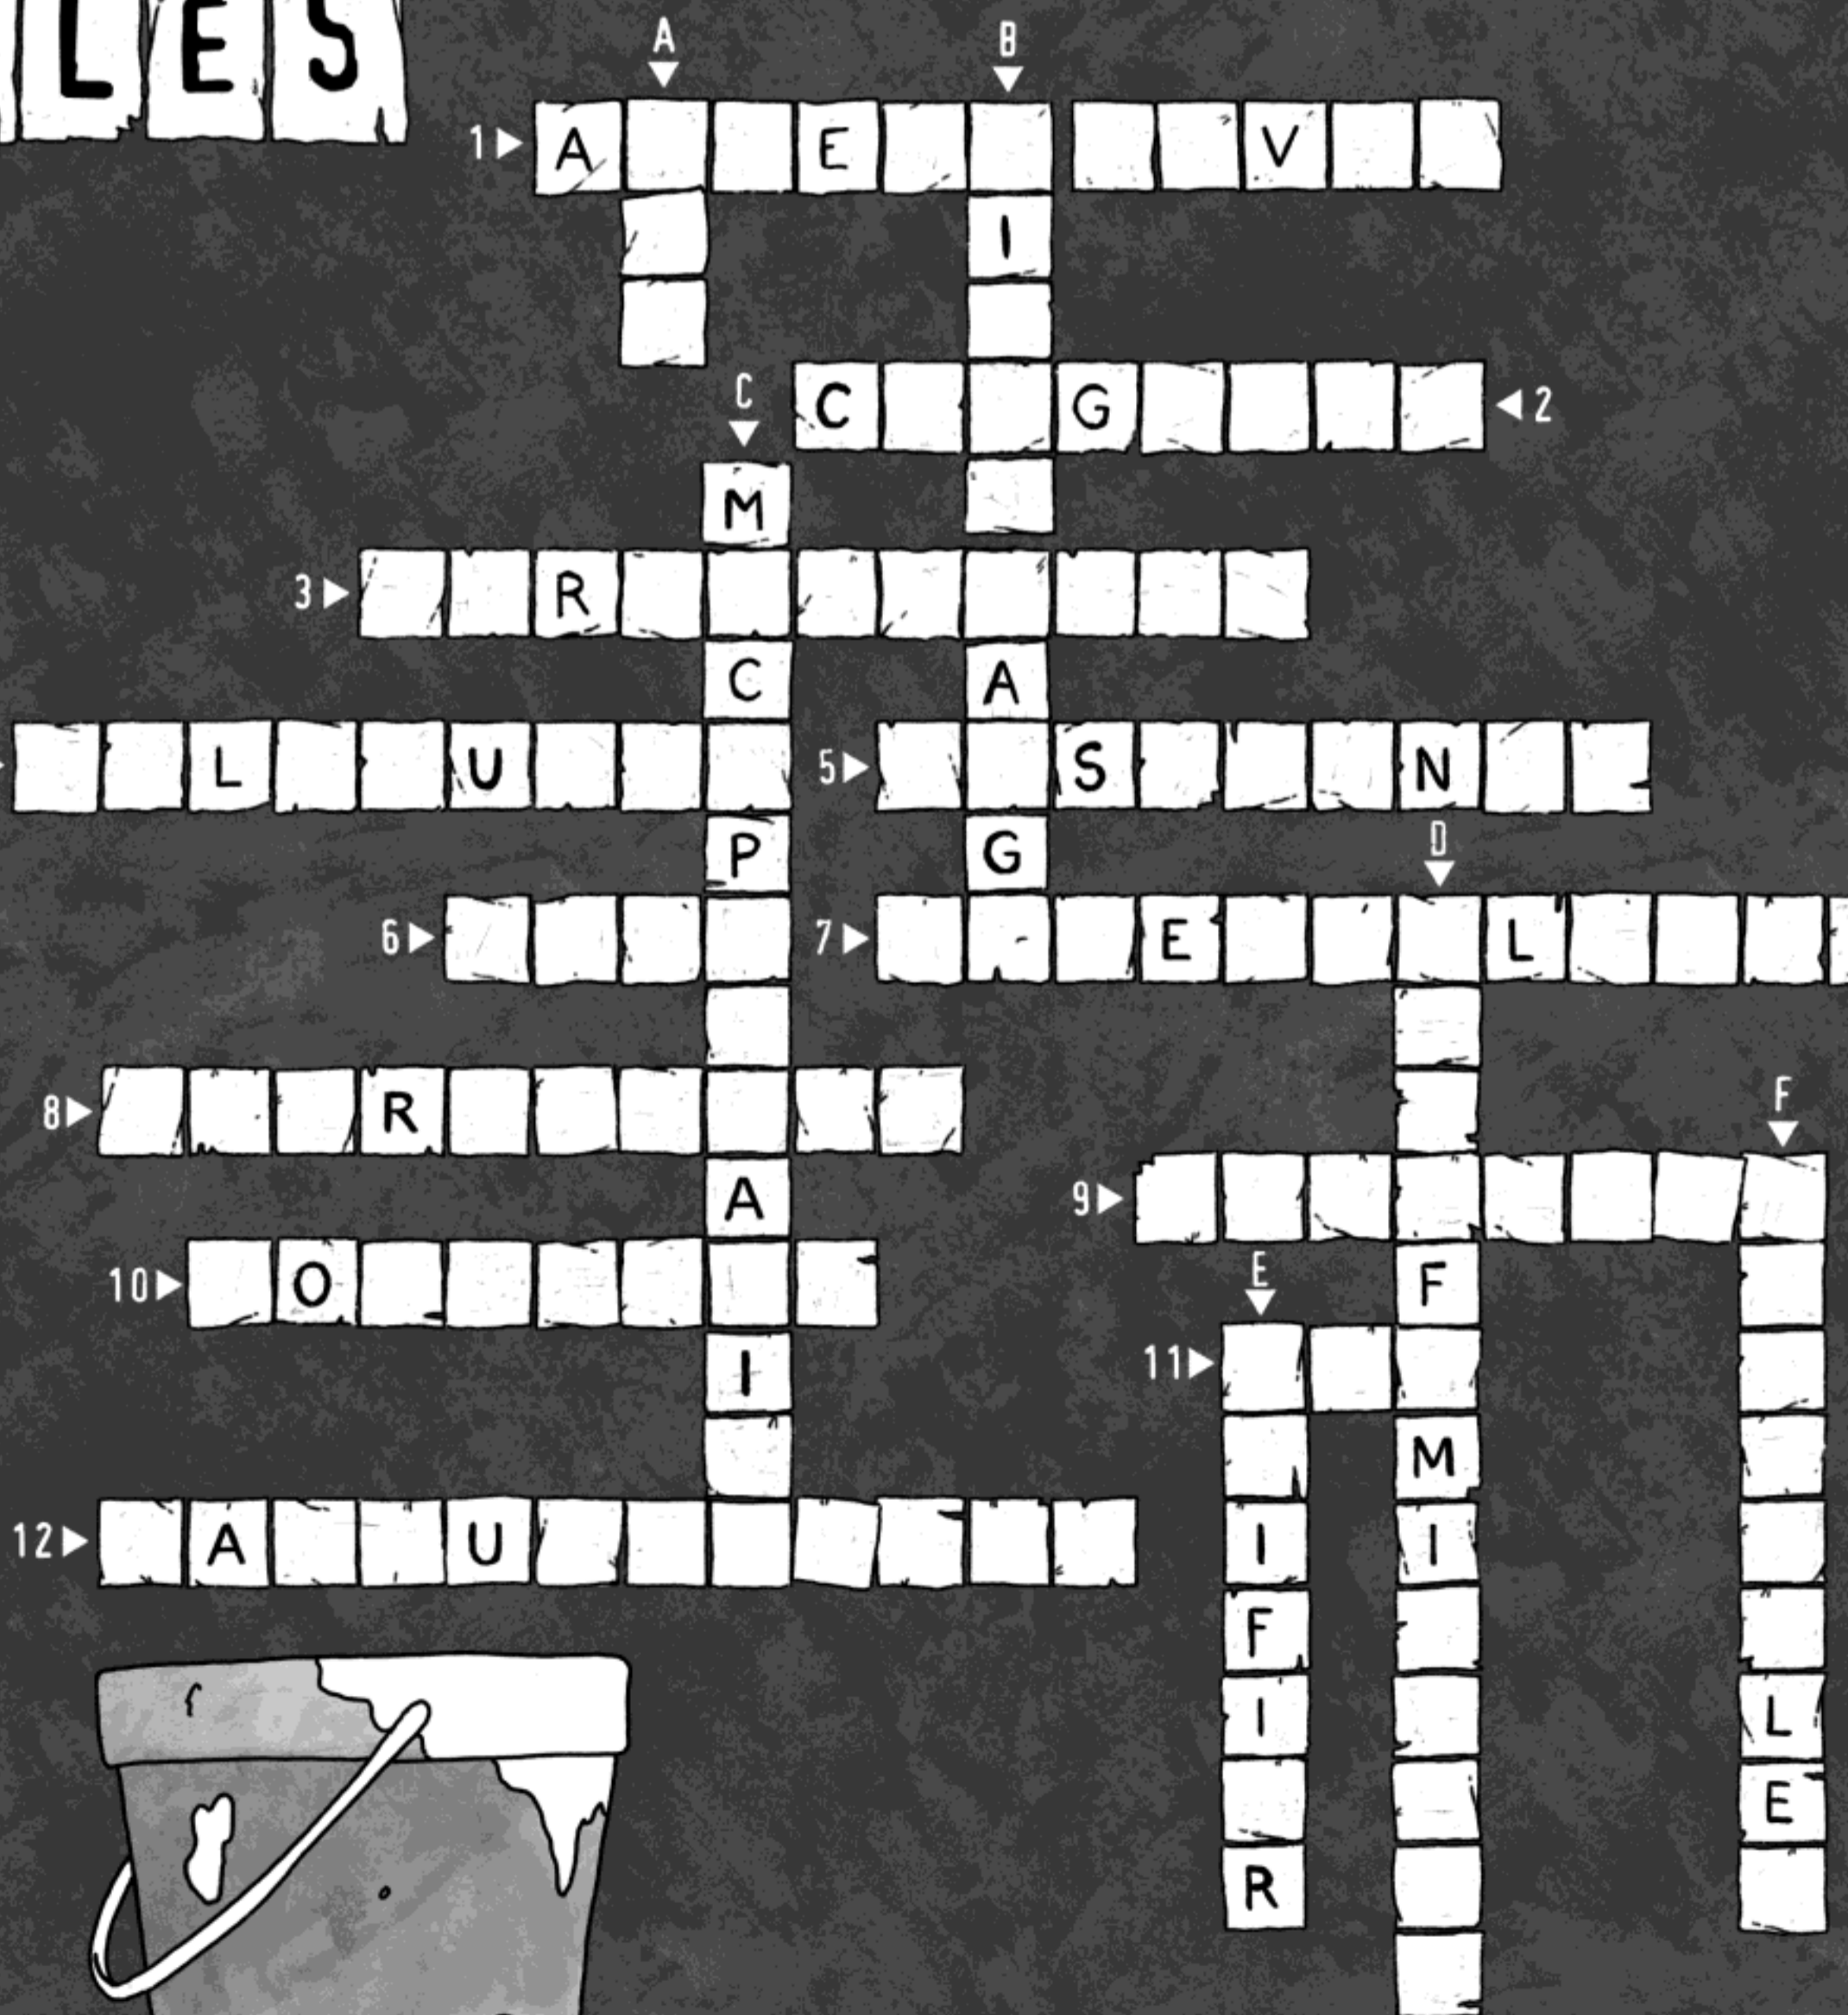 LES
A B
1 A E V
I
C C G 2
M
3 R
C A
L U 5 S N
P G D
6 7 E L
8 R F
A 9
10 O E F
I 11
M
12 A U I I
F
I L
E
R